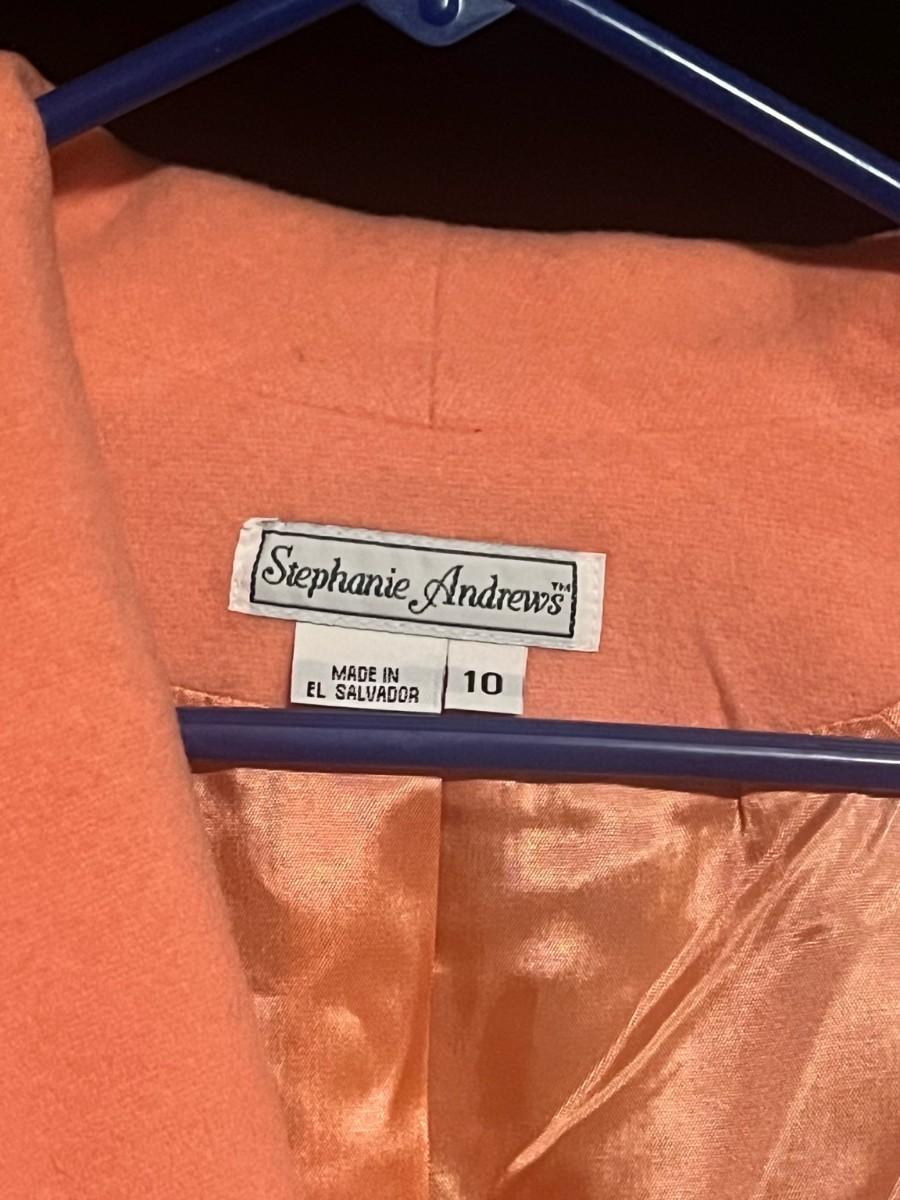 Stephanie Andrews™
MADE IN
EL SALVADOR
10